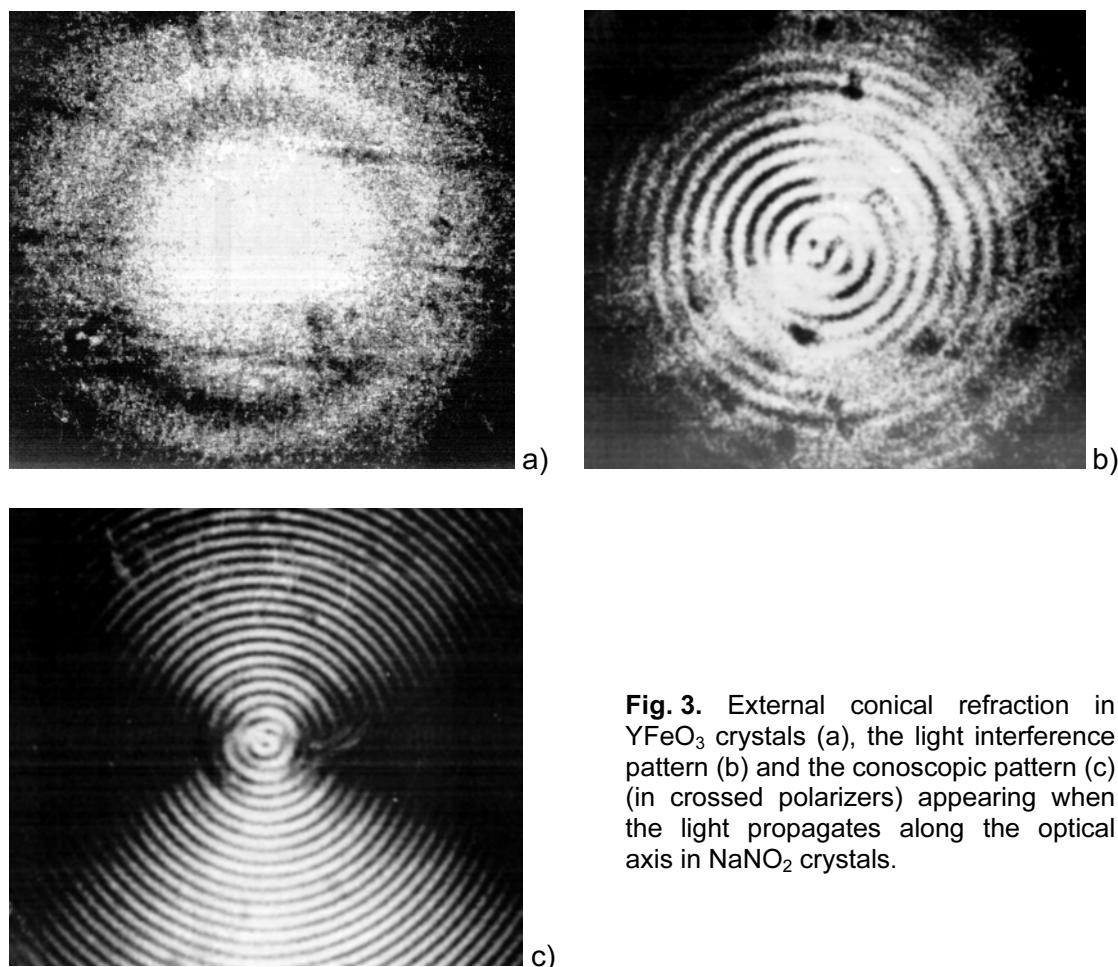 a)
b)
c)
Fig. 3. External conical refraction in
YFeO₃ crystals (a), the light interference
pattern (b) and the conoscopic pattern (c)
(in crossed polarizers) appearing when
the light propagates along the optical
axis in NaNO₂ crystals.